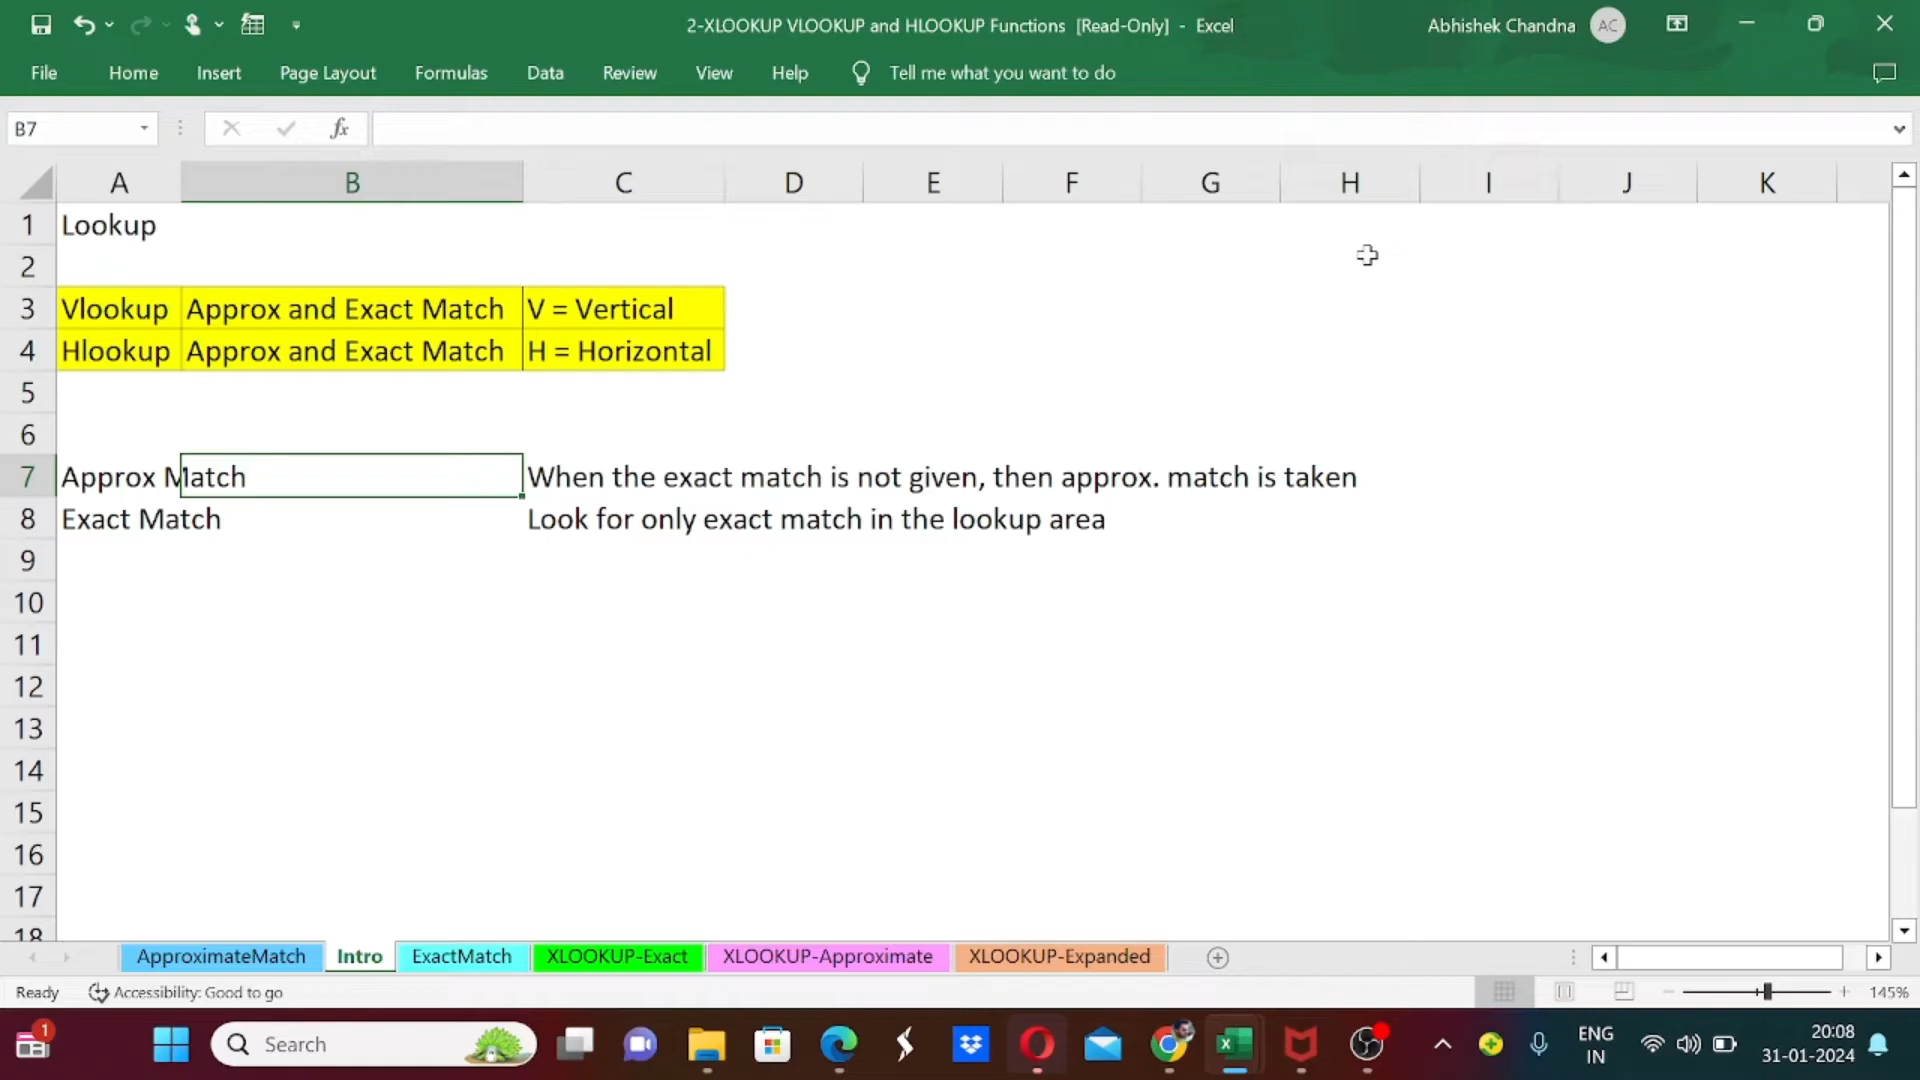 2-XLOOKUP VLOOKUP and HLOOKUP Functions [Read-Only] - Excel
Abhishek Chandna AC
File Home Insert Page Layout Formulas Data Review View Help Tell me what you want to do
B7 fx
A B C D E F G H I J K
1 Lookup
2
3 Vlookup Approx and Exact Match V = Vertical
4 Hlookup Approx and Exact Match H = Horizontal
5
6
7 Approx Match When the exact match is not given, then approx. match is taken
8 Exact Match Look for only exact match in the lookup area
9
10
11
12
13
14
15
16
17
18
ApproximateMatch Intro ExactMatch XLOOKUP-Exact XLOOKUP-Approximate XLOOKUP-Expanded
Ready Accessibility: Good to go 145%
1 Search ENG IN 20:08 31-01-2024